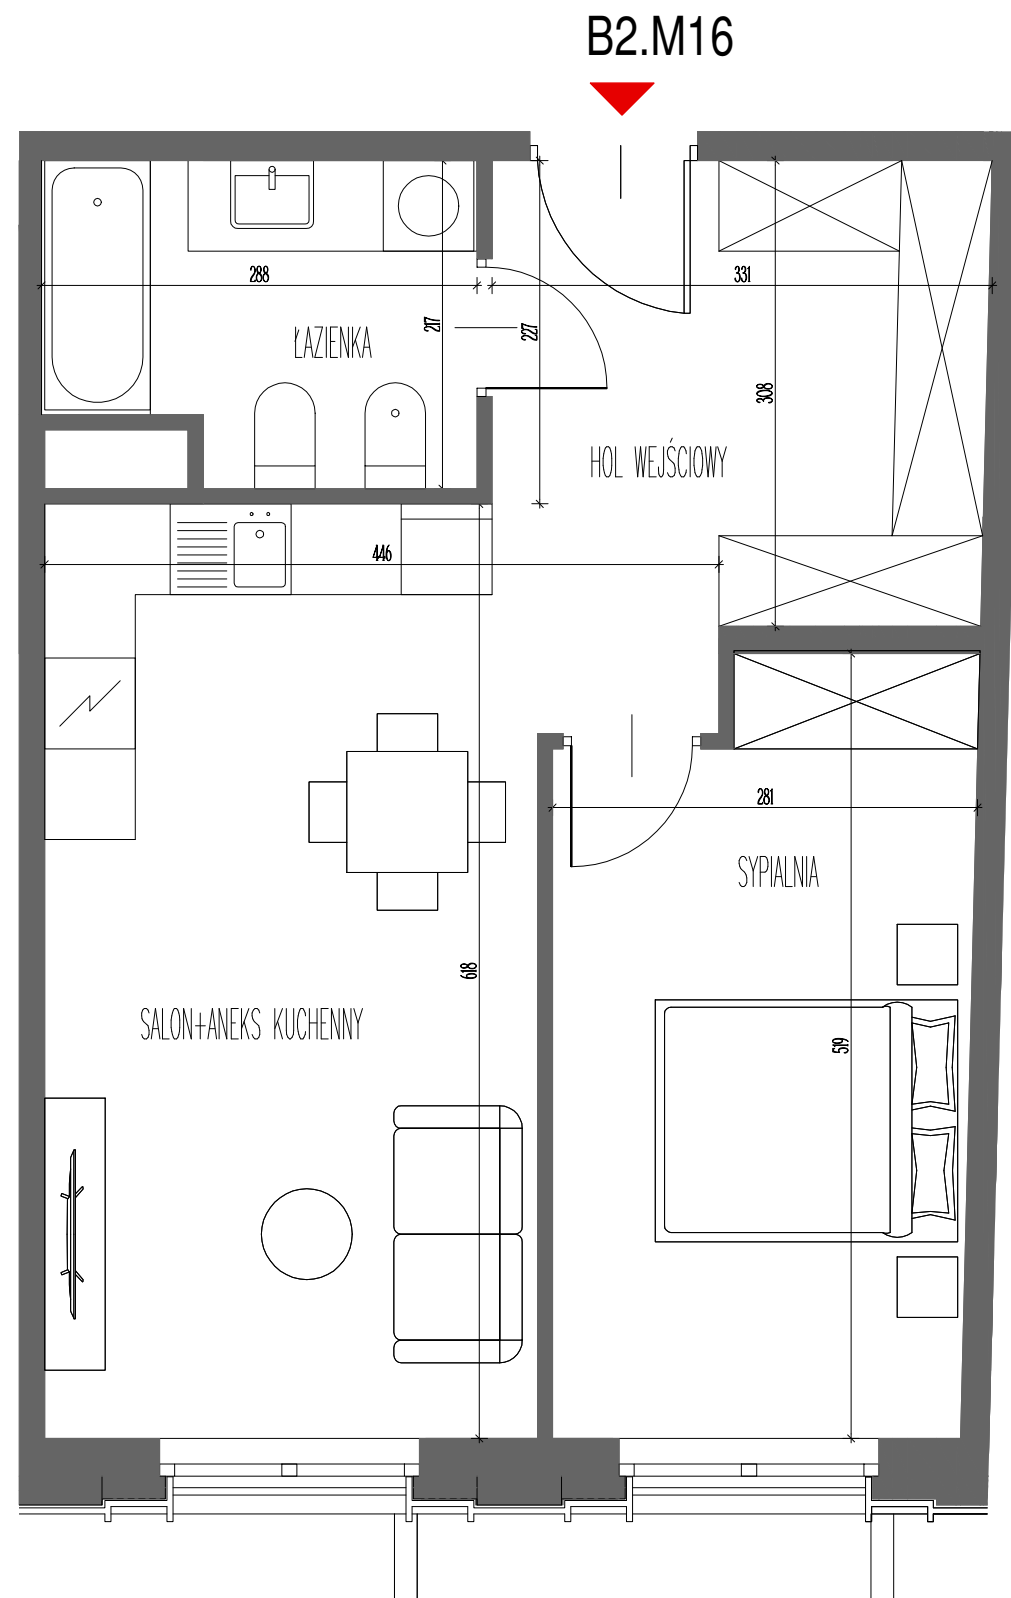 B2.M16
288
331
217
227
ŁAZIENKA
308
HOL WEJŚCIOWY
446
281
SYPIALNIA
618
SALON+ANEKS KUCHENNY
519